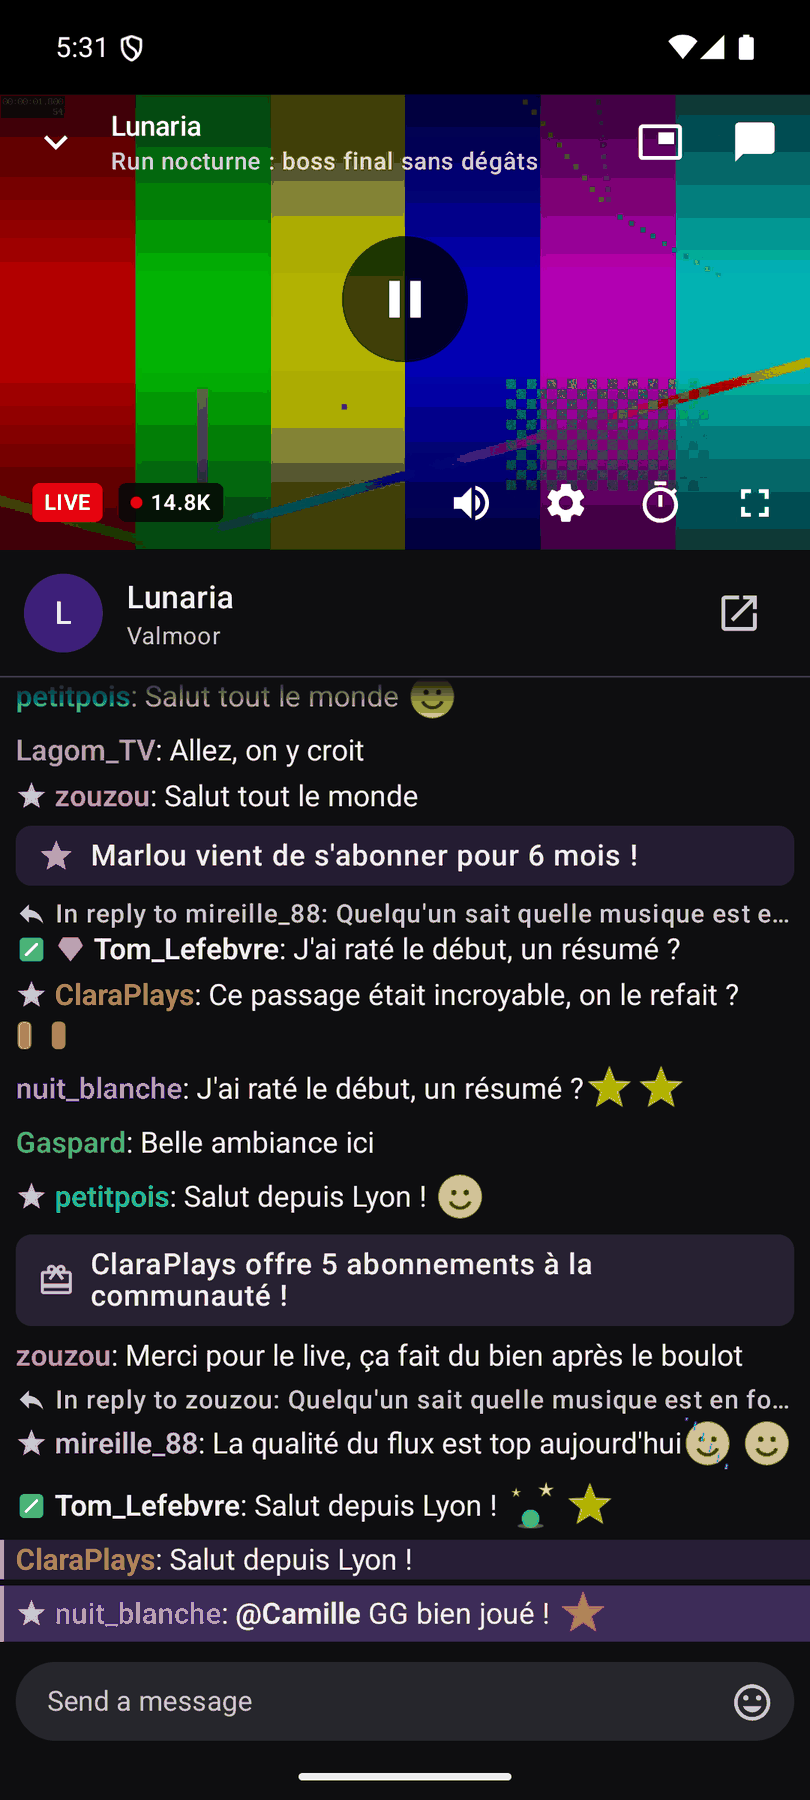 5:31
00:00:01.800
54
Lunaria
Run nocturne : boss final sans dégâts
LIVE
14.8K
L
Lunaria
Valmoor
petitpois: Salut tout le monde
Lagom_TV: Allez, on y croit
zouzou: Salut tout le monde
Marlou vient de s'abonner pour 6 mois !
In reply to mireille_88: Quelqu'un sait quelle musique est e…
Tom_Lefebvre: J'ai raté le début, un résumé ?
ClaraPlays: Ce passage était incroyable, on le refait ?
nuit_blanche: J'ai raté le début, un résumé ?
Gaspard: Belle ambiance ici
petitpois: Salut depuis Lyon !
ClaraPlays offre 5 abonnements à la
communauté !
zouzou: Merci pour le live, ça fait du bien après le boulot
In reply to zouzou: Quelqu'un sait quelle musique est en fo…
mireille_88: La qualité du flux est top aujourd'hui
Tom_Lefebvre: Salut depuis Lyon !
ClaraPlays: Salut depuis Lyon !
nuit_blanche: @Camille GG bien joué !
Send a message